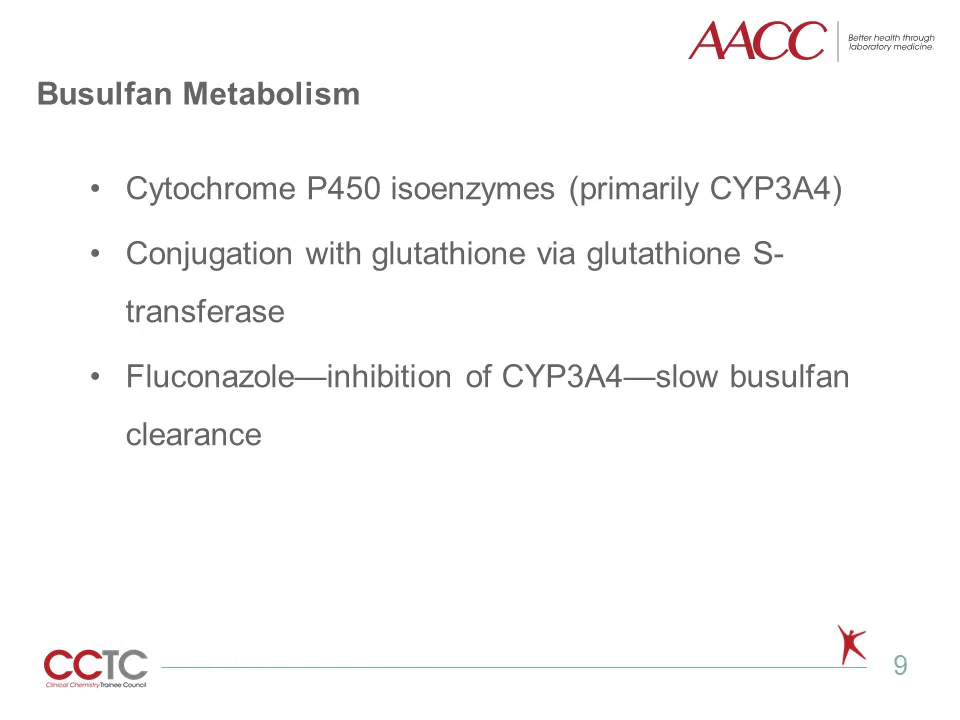 AACC
Better health through
laboratory medicine.
Busulfan Metabolism
• Cytochrome P450 isoenzymes (primarily CYP3A4)
• Conjugation with glutathione via glutathione S-
transferase
• Fluconazole—inhibition of CYP3A4—slow busulfan
clearance
CCTC
Clinical Chemistry Trainee Council
9